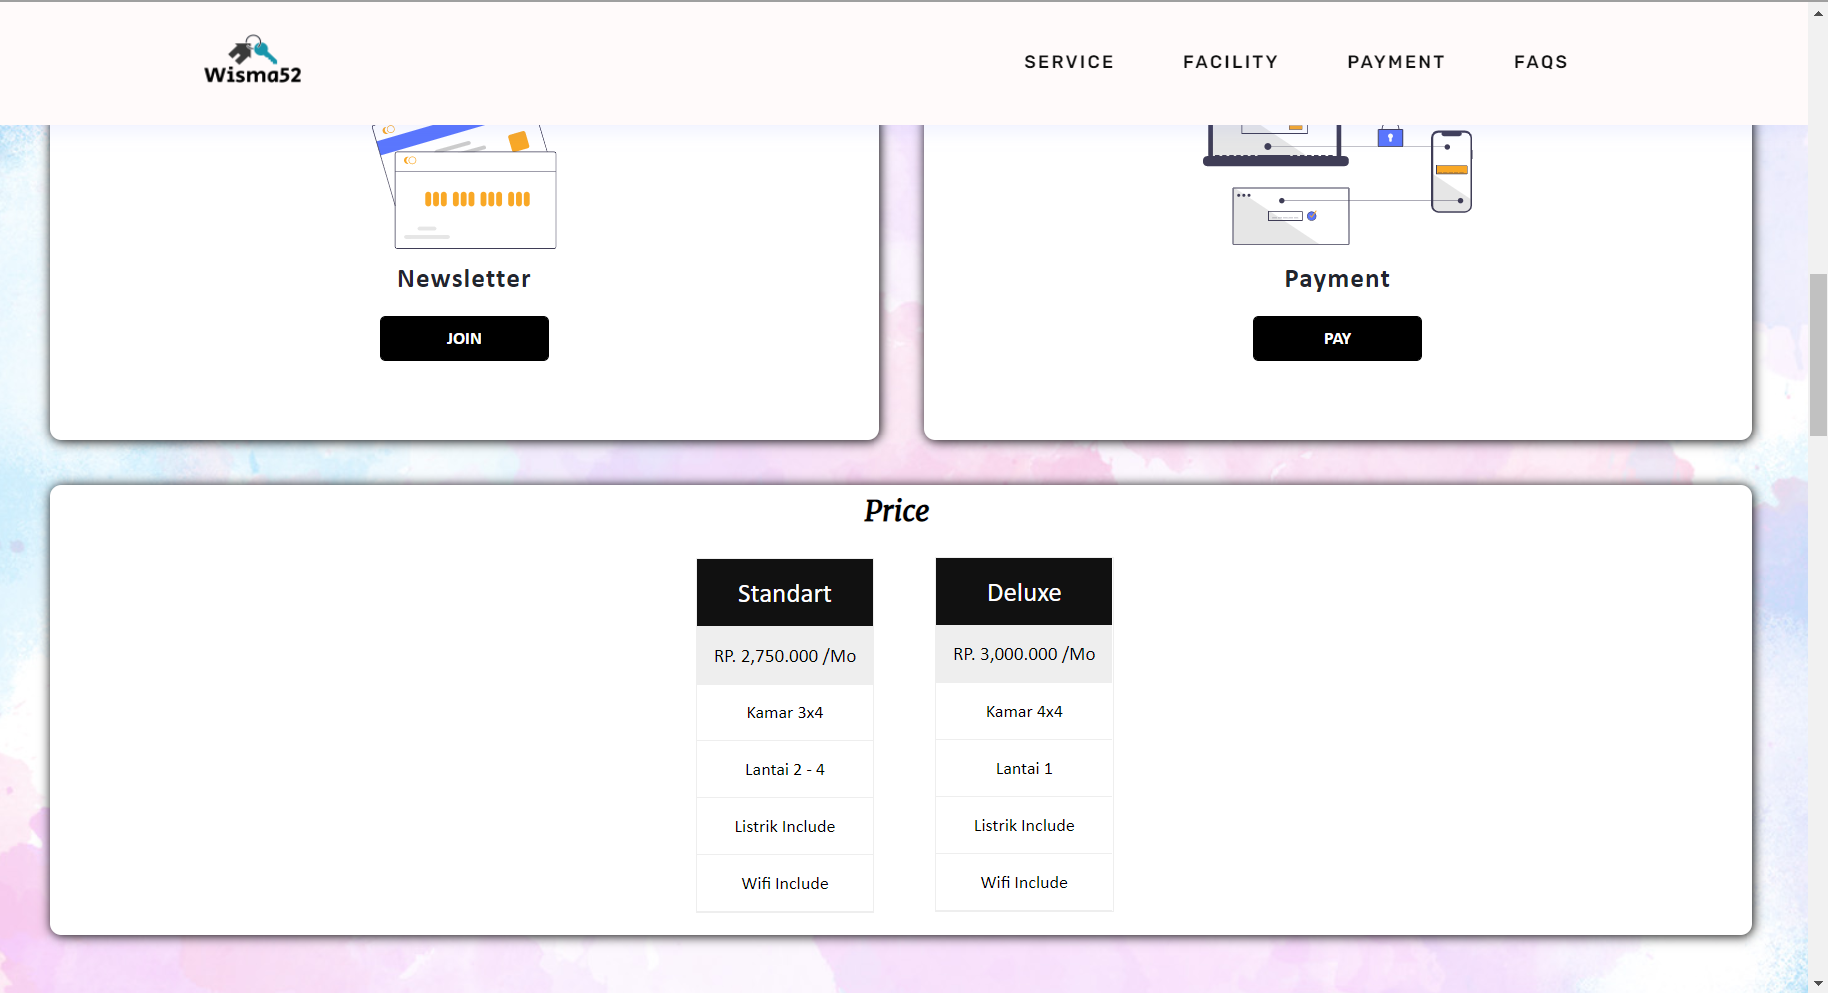 Wisma52
SERVICE
FACILITY
PAYMENT
FAQS
Newsletter
JOIN
Payment
PAY
Price
Standart
RP. 2,750.000 /Mo
Kamar 3x4
Lantai 2 - 4
Listrik Include
Wifi Include
Deluxe
RP. 3,000.000 /Mo
Kamar 4x4
Lantai 1
Listrik Include
Wifi Include